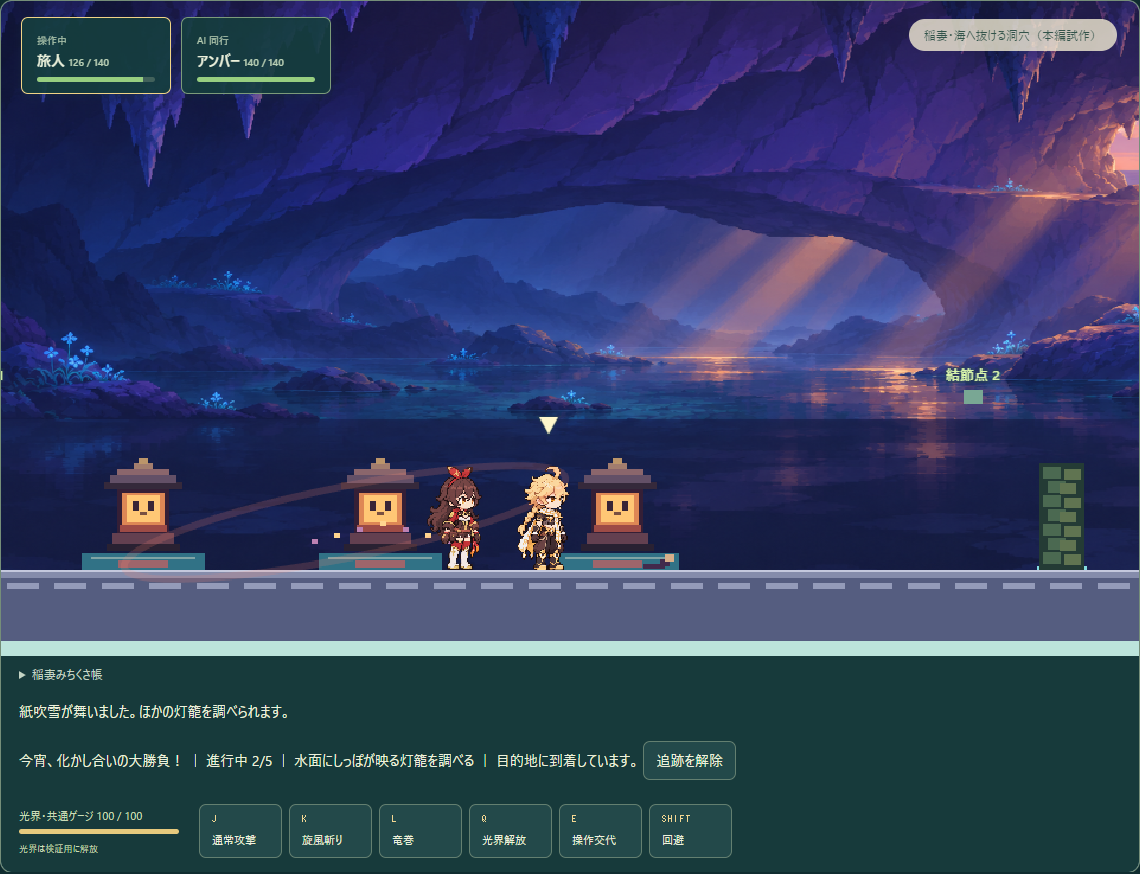 操作中
旅人 126 / 140
AI 同行
アンバー 140 / 140
稲妻・海へ抜ける洞穴（本編試作）
結節点 2
▶ 稲妻みちくさ帳
紙吹雪が舞いました。ほかの灯籠を調べられます。
今宵、化かし合いの大勝負！ | 進行中 2/5 | 水面にしっぽが映る灯籠を調べる | 目的地に到着しています。 追跡を解除
光界・共通ゲージ 100 / 100
光界は検証用に解放
J
通常攻撃
K
旋風斬り
L
竜巻
Q
光界解放
E
操作交代
SHIFT
回避